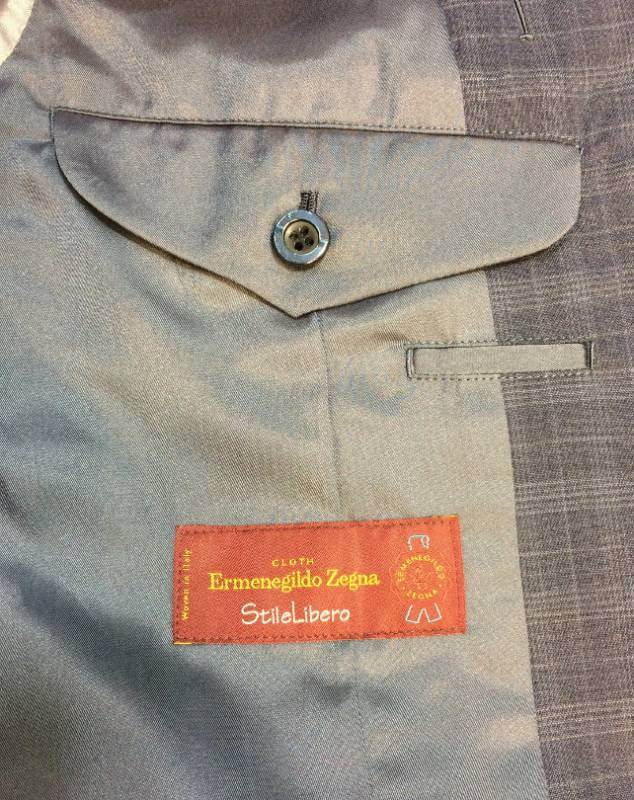 Woven in Italy
CLOTH
Ermenegildo Zegna
StileLibero
ERMENEGILDO
ZEGNA